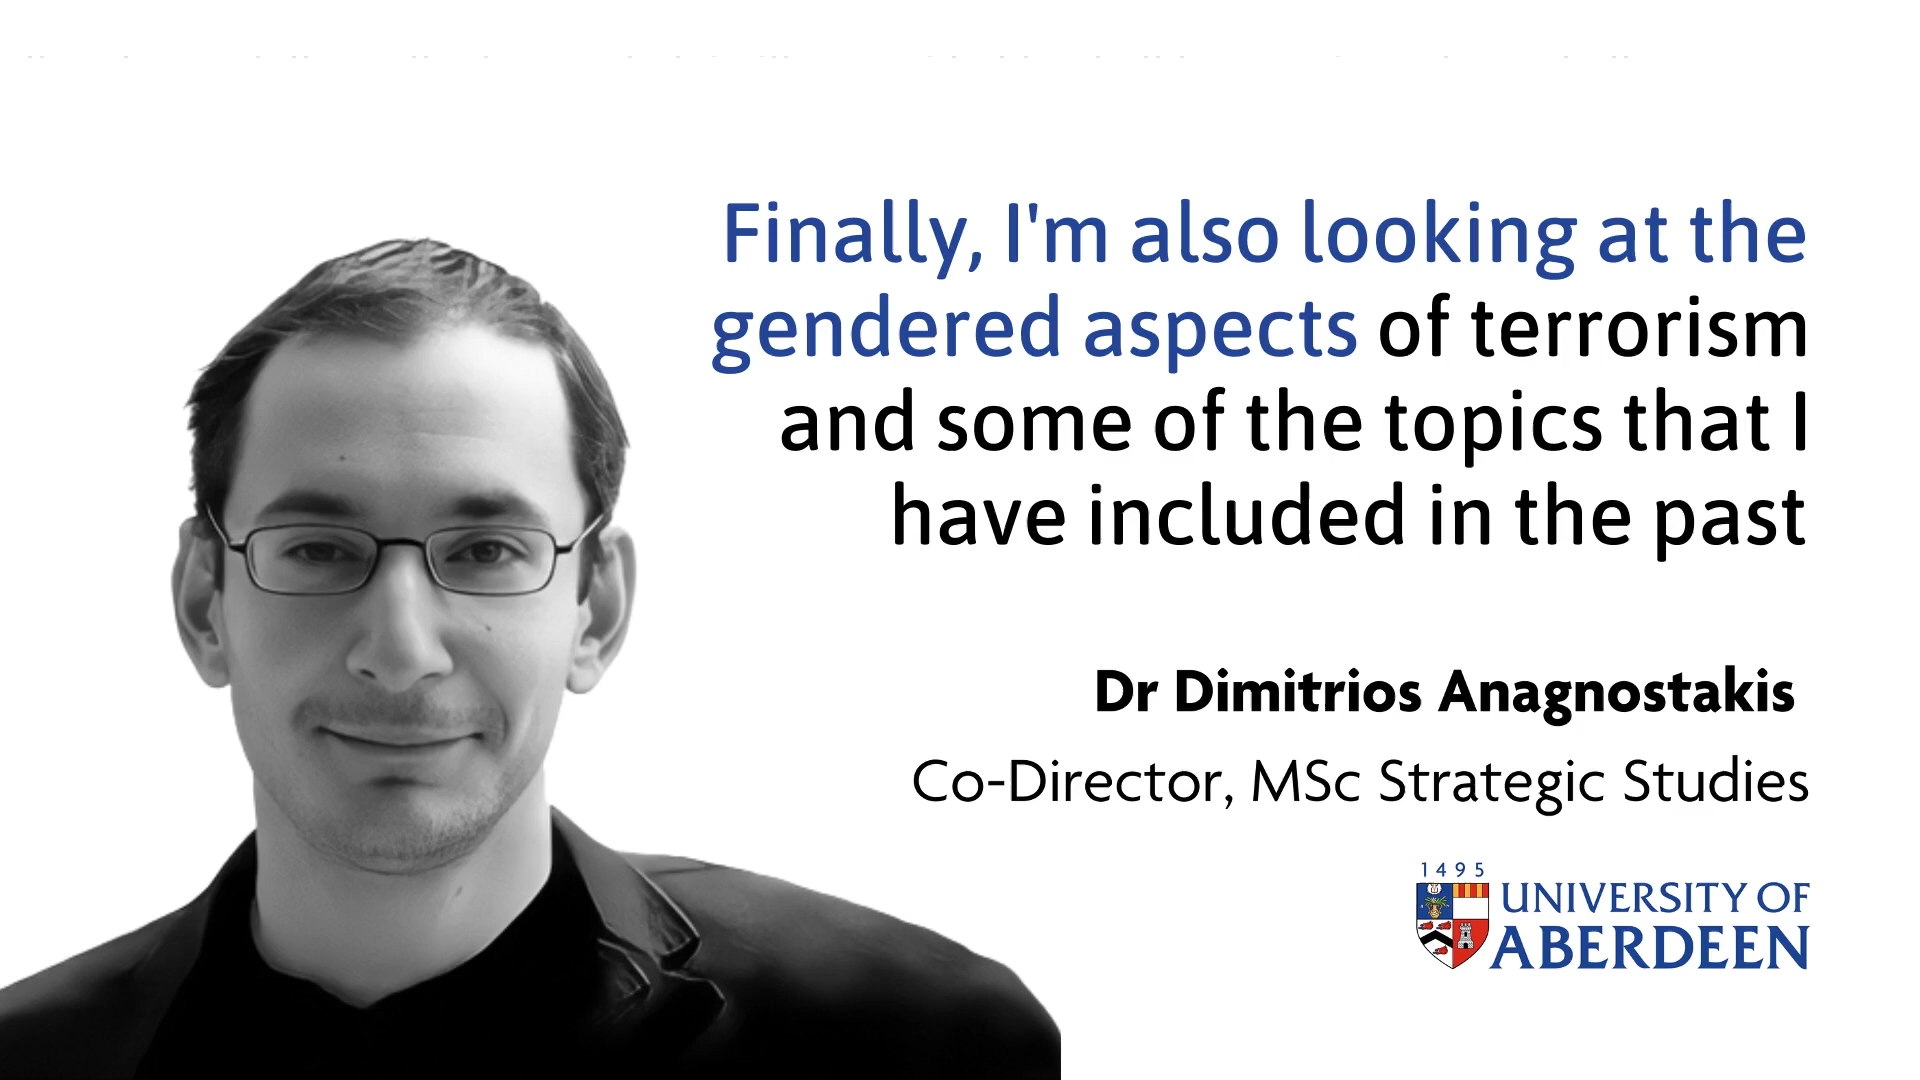 Finally, I'm also looking at the
gendered aspects of terrorism
and some of the topics that I
have included in the past
Dr Dimitrios Anagnostakis
Co-Director, MSc Strategic Studies
1495
UNIVERSITY OF
ABERDEEN